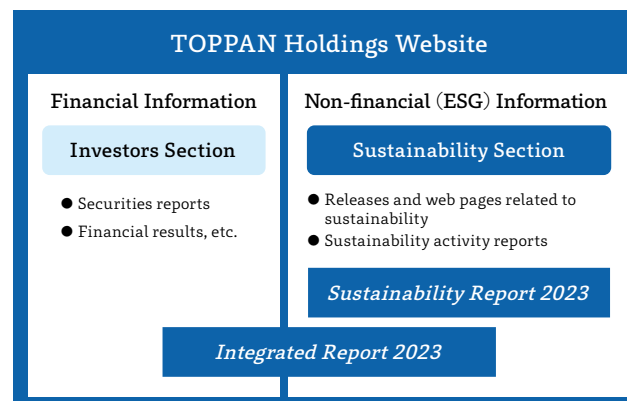 TOPPAN Holdings Website
Financial Information
Investors Section
● Securities reports
● Financial results, etc.
Non-financial (ESG) Information
Sustainability Section
● Releases and web pages related to
sustainability
● Sustainability activity reports
Sustainability Report 2023
Integrated Report 2023